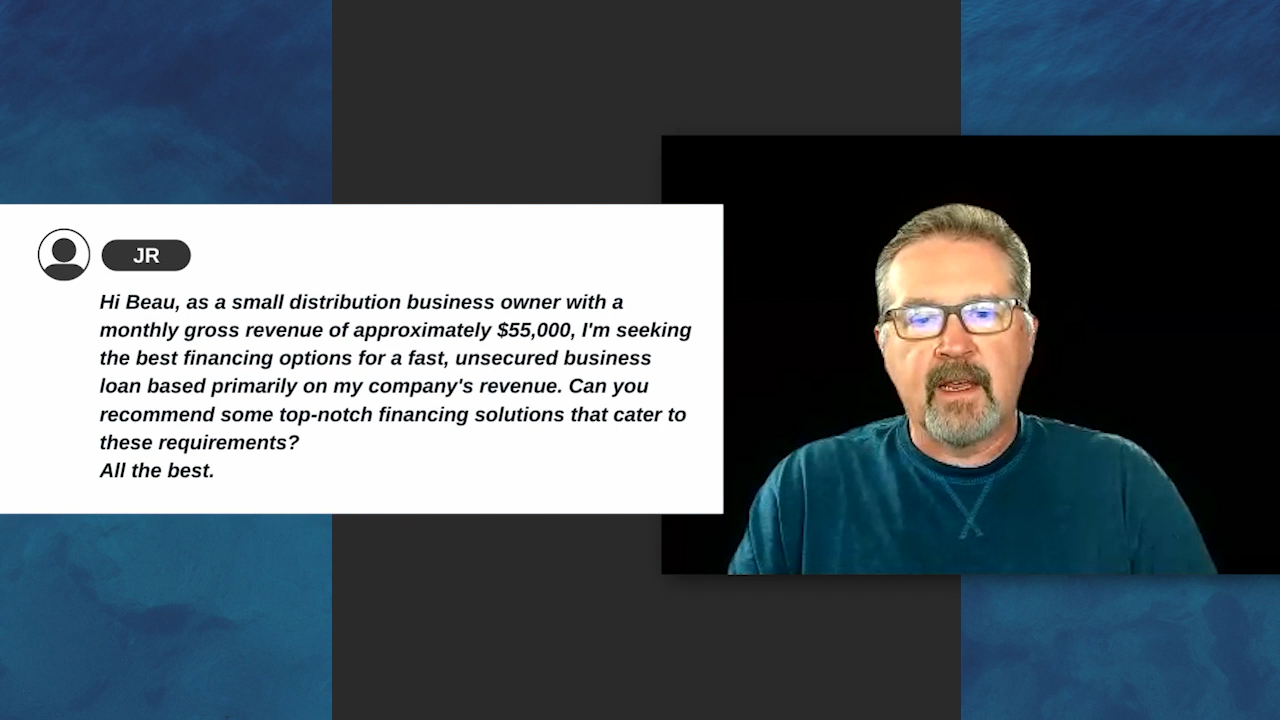 JR
Hi Beau, as a small distribution business owner with a
monthly gross revenue of approximately $55,000, I'm seeking
the best financing options for a fast, unsecured business
loan based primarily on my company's revenue. Can you
recommend some top-notch financing solutions that cater to
these requirements?
All the best.